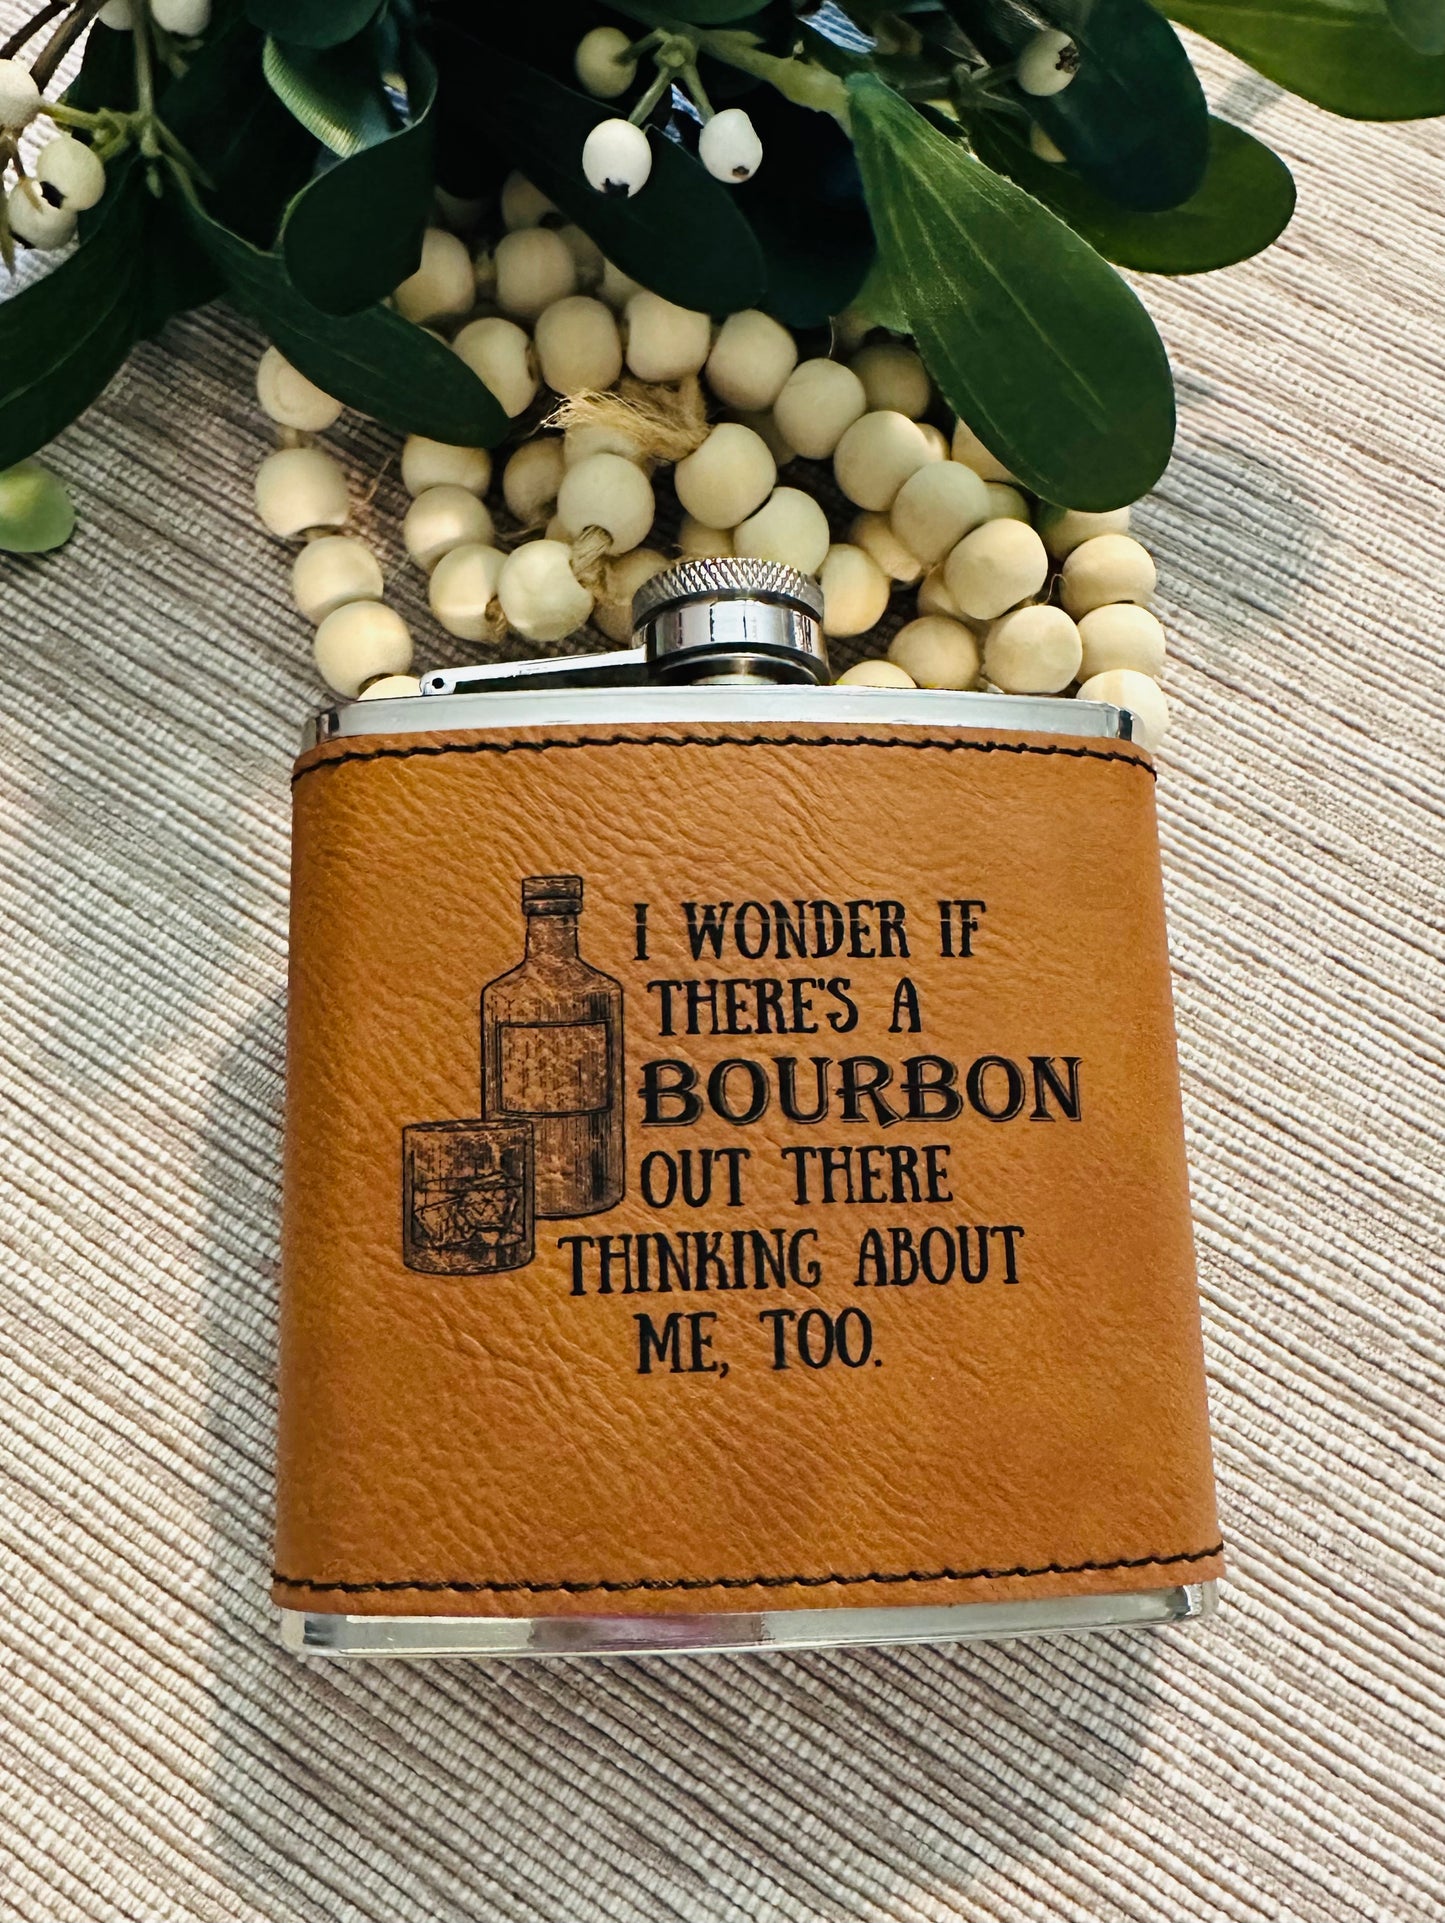 I WONDER IF
THERE'S A
BOURBON
OUT THERE
THINKING ABOUT
ME, TOO.